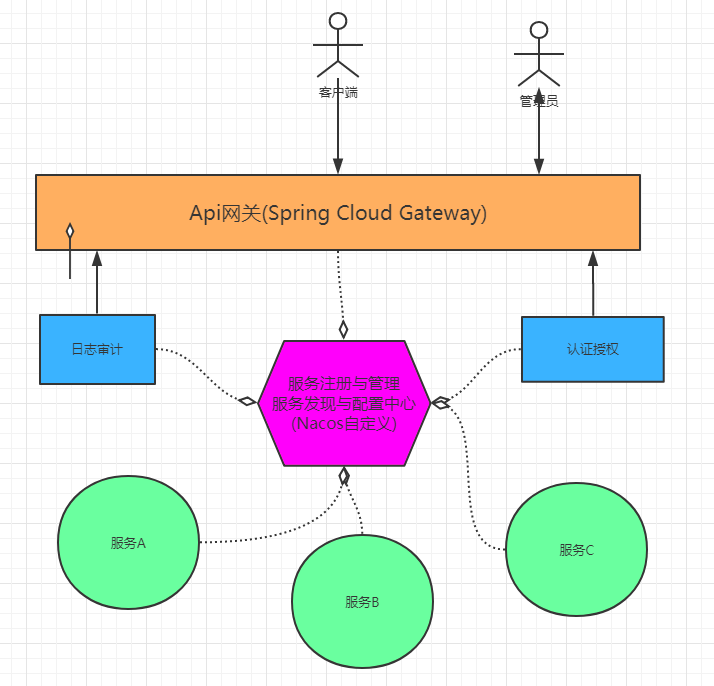 客户端
管理员
Api网关(Spring Cloud Gateway)
日志审计
认证授权
服务注册与管理
服务发现与配置中心
(Nacos自定义)
服务A
服务B
服务C